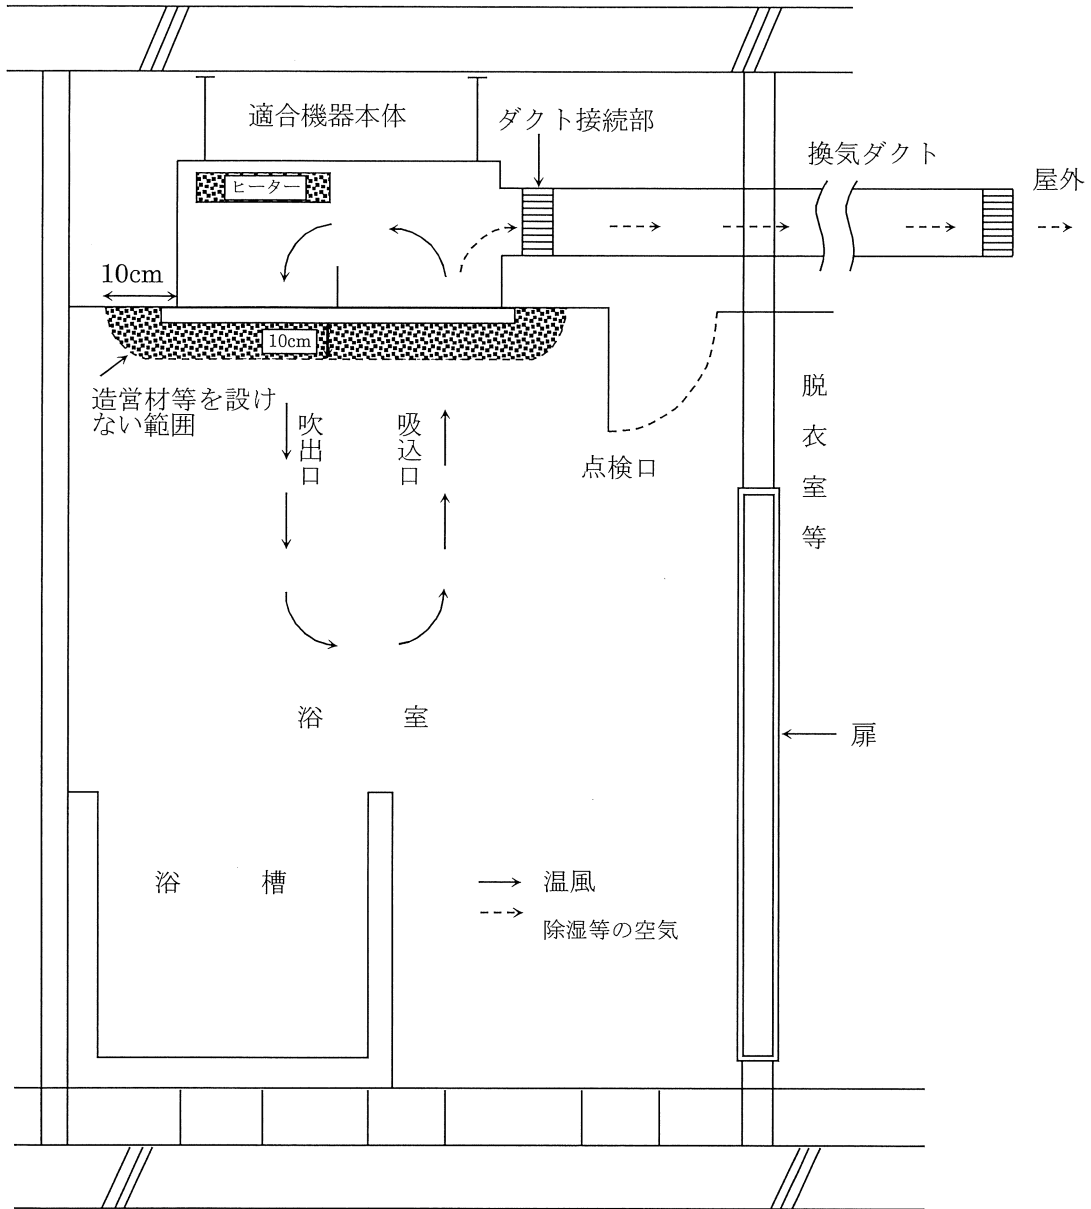 適合機器本体
ダクト接続部
換気ダクト
屋外
ヒーター
10cm
10cm
造営材等を設け
ない範囲
吹出口
吸込口
点検口
脱衣室等
浴室
扉
浴槽
温風
除湿等の空気